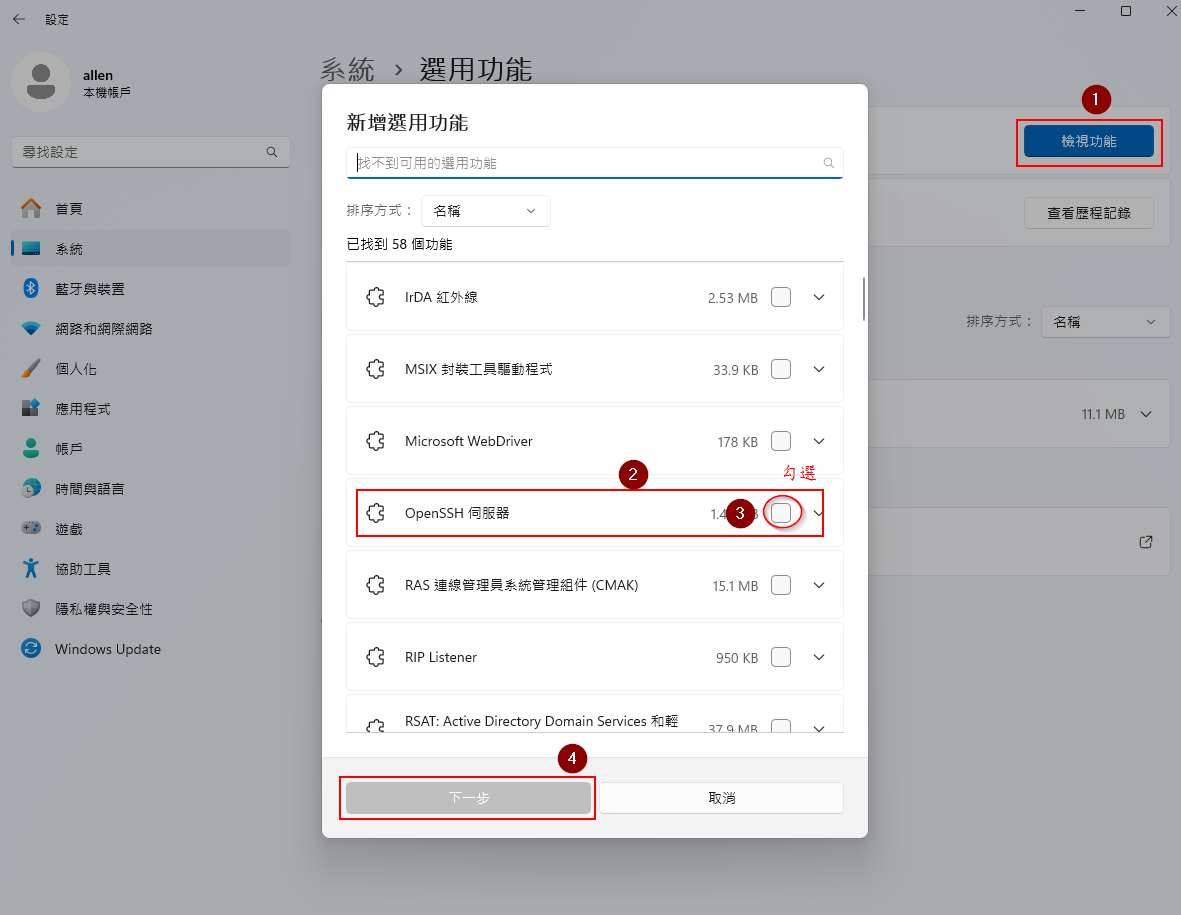 設定
allen
本機帳戶
尋找設定
首頁
系統
藍牙與裝置
網路和網際網路
個人化
應用程式
帳戶
時間與語言
遊戲
協助工具
隱私權與安全性
Windows Update
系統 › 選用功能
1
檢視功能
查看歷程記錄
排序方式： 名稱
11.1 MB
新增選用功能
找不到可用的選用功能
排序方式： 名稱
已找到 58 個功能
IrDA 紅外線 2.53 MB
MSIX 封裝工具驅動程式 33.9 KB
Microsoft WebDriver 178 KB
2
勾選
OpenSSH 伺服器 1.4
3
RAS 連線管理員系統管理組件 (CMAK) 15.1 MB
RIP Listener 950 KB
RSAT: Active Directory Domain Services 和輕 37.9 MB
4
下一步 取消